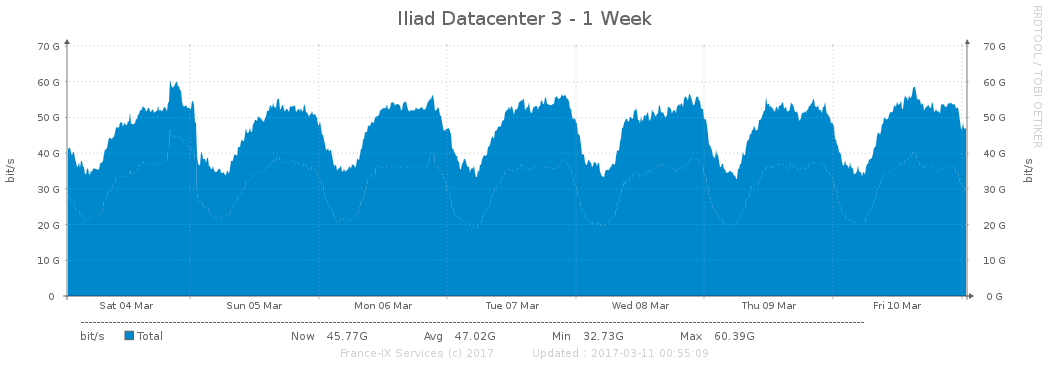 Iliad Datacenter 3 - 1 Week
RRDTOOL / TOBI OETIKER
70 G 70 G
60 G 60 G
50 G 50 G
40 G 40 G
30 G 30 G
20 G 20 G
10 G 10 G
0 0 G
bit/s bit/s
Sat 04 Mar Sun 05 Mar Mon 06 Mar Tue 07 Mar Wed 08 Mar Thu 09 Mar Fri 10 Mar
bit/s Total Now 45.77G Avg 47.02G Min 32.73G Max 60.39G
France-IX Services (c) 2017 Updated : 2017-03-11 00:55:09